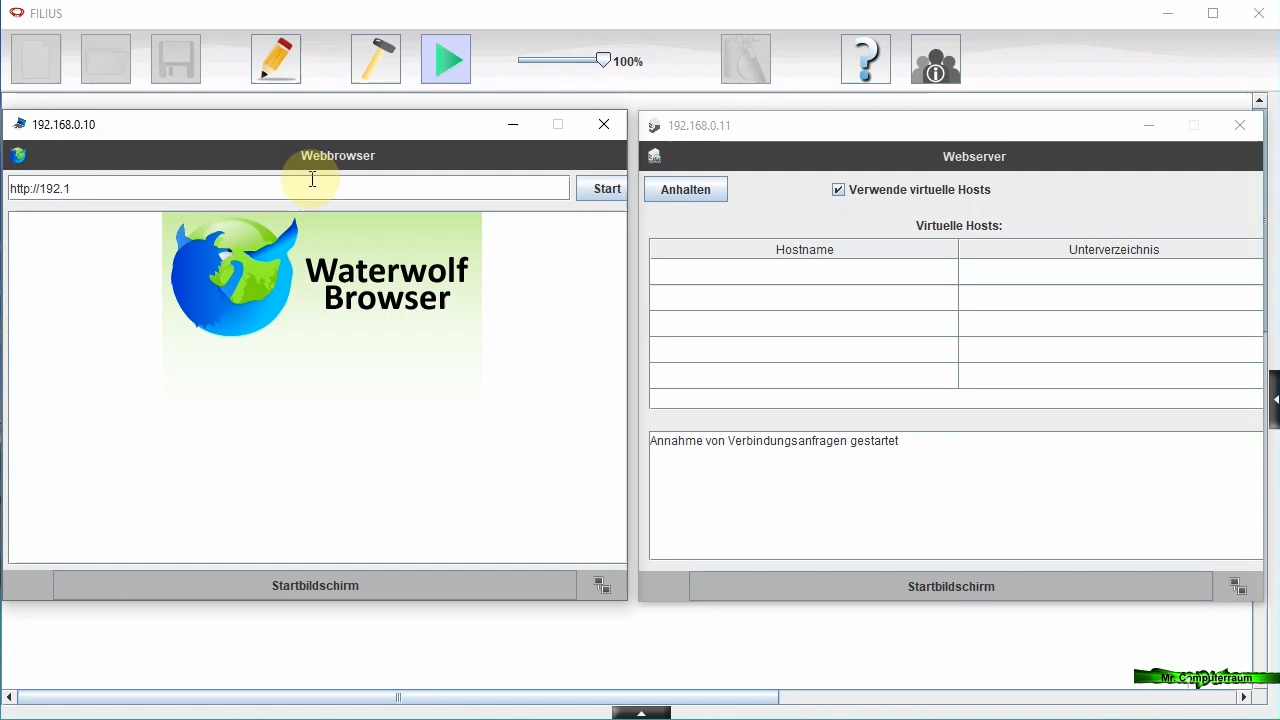 FILIUS
100%
192.168.0.10
Webbrowser
http://192.1
Start
Waterwolf
Browser
Startbildschirm
192.168.0.11
Webserver
Anhalten
Verwende virtuelle Hosts
Virtuelle Hosts:
Hostname
Unterverzeichnis
Annahme von Verbindungsanfragen gestartet
Startbildschirm
Mr. Computerraum